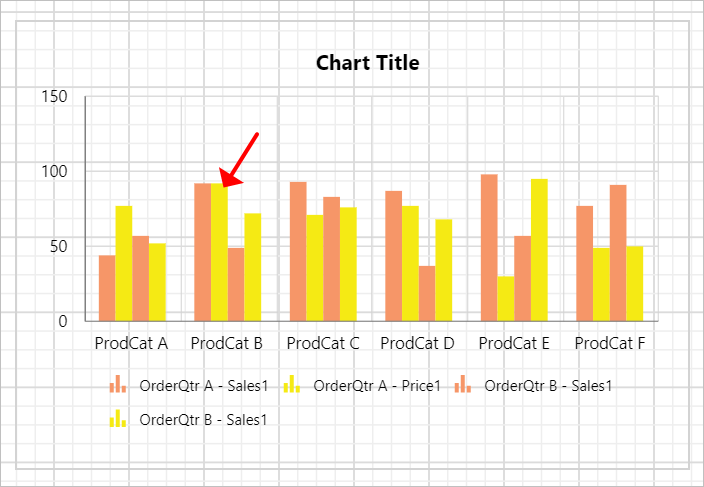 Chart Title
150
100
50
0
ProdCat A ProdCat B ProdCat C ProdCat D ProdCat E ProdCat F
OrderQtr A - Sales1 OrderQtr A - Price1 OrderQtr B - Sales1
OrderQtr B - Sales1